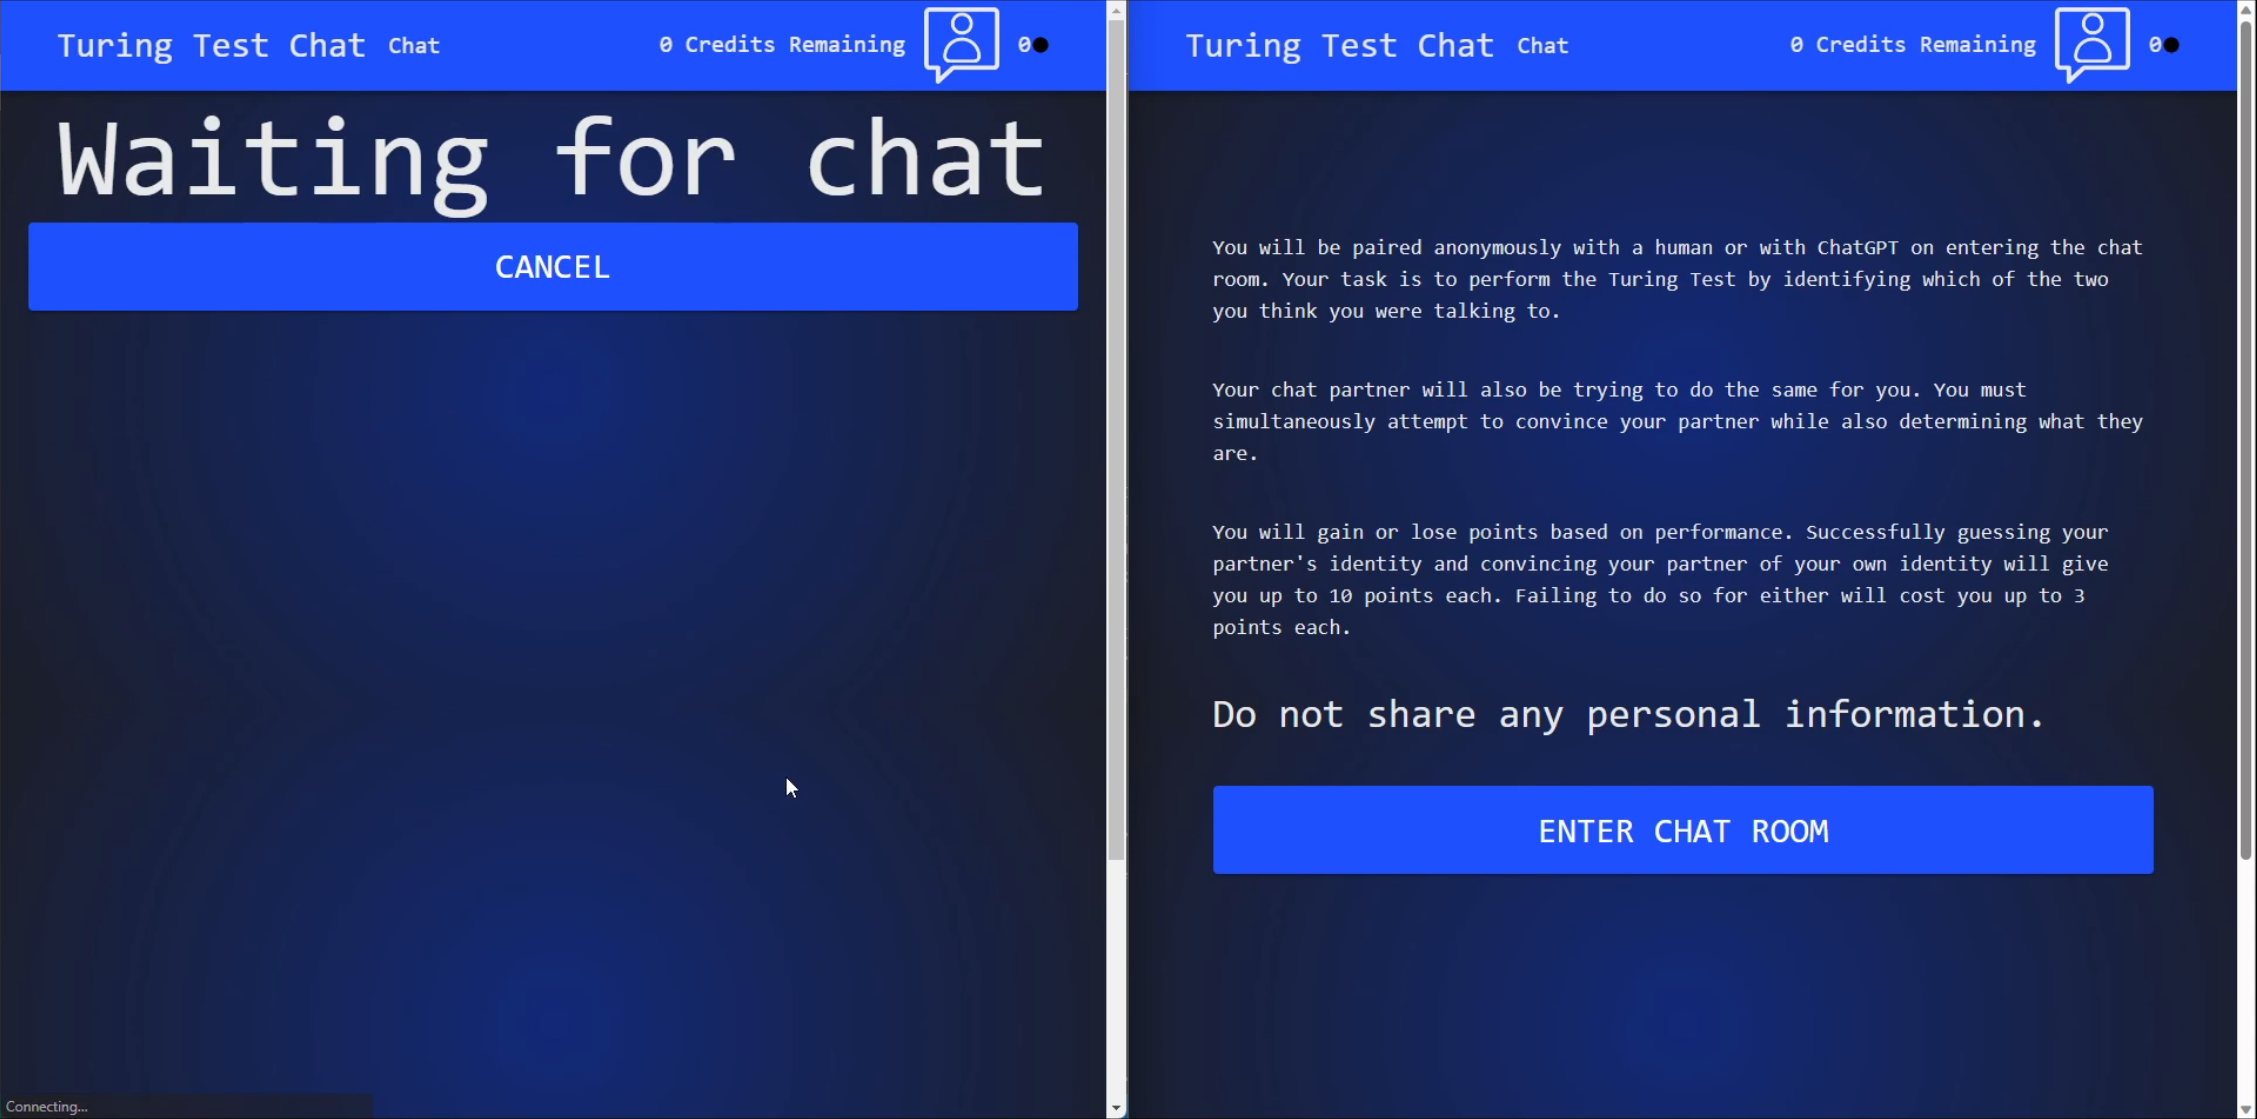 Turing Test Chat Chat 0 Credits Remaining 0
Waiting for chat
CANCEL
Connecting...
Turing Test Chat Chat 0 Credits Remaining 0
You will be paired anonymously with a human or with ChatGPT on entering the chat
room. Your task is to perform the Turing Test by identifying which of the two
you think you were talking to.
Your chat partner will also be trying to do the same for you. You must
simultaneously attempt to convince your partner while also determining what they
are.
You will gain or lose points based on performance. Successfully guessing your
partner's identity and convincing your partner of your own identity will give
you up to 10 points each. Failing to do so for either will cost you up to 3
points each.
Do not share any personal information.
ENTER CHAT ROOM